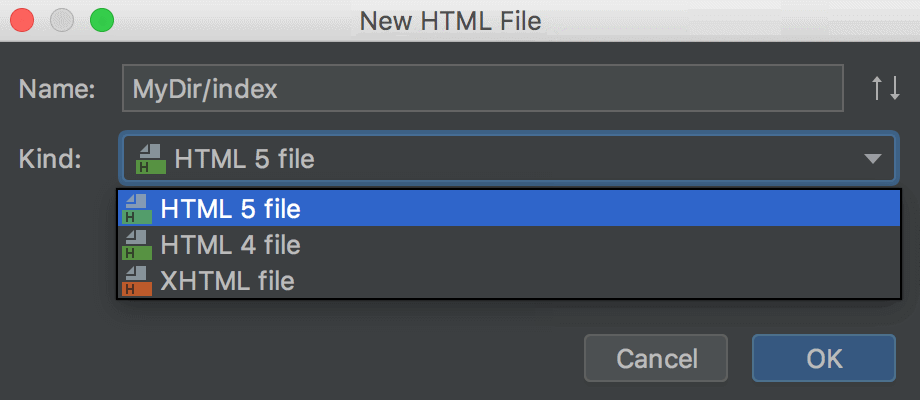 New HTML File
Name: MyDir/index
Kind: H HTML 5 file
H HTML 5 file
H HTML 4 file
H XHTML file
Cancel OK